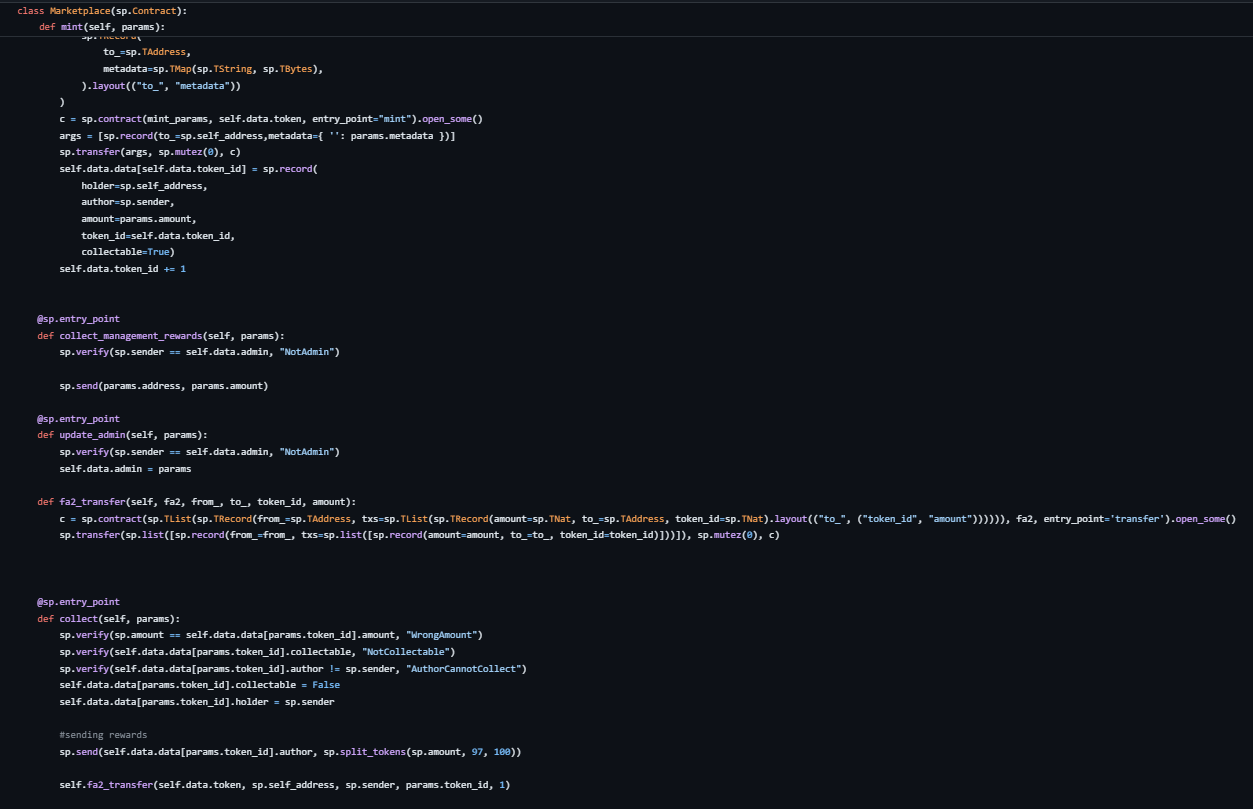 class Marketplace(sp.Contract):
    def mint(self, params):
            sp.TRecord(
                to_=sp.TAddress,
                metadata=sp.TMap(sp.TString, sp.TBytes),
            ).layout(("to_", "metadata"))
        )
        c = sp.contract(mint_params, self.data.token, entry_point="mint").open_some()
        args = [sp.record(to_=sp.self_address,metadata={ '': params.metadata })]
        sp.transfer(args, sp.mutez(0), c)
        self.data.data[self.data.token_id] = sp.record(
            holder=sp.self_address,
            author=sp.sender,
            amount=params.amount,
            token_id=self.data.token_id,
            collectable=True)
        self.data.token_id += 1
    @sp.entry_point
    def collect_management_rewards(self, params):
        sp.verify(sp.sender == self.data.admin, "NotAdmin")
        sp.send(params.address, params.amount)
    @sp.entry_point
    def update_admin(self, params):
        sp.verify(sp.sender == self.data.admin, "NotAdmin")
        self.data.admin = params
    def fa2_transfer(self, fa2, from_, to_, token_id, amount):
        c = sp.contract(sp.TList(sp.TRecord(from_=sp.TAddress, txs=sp.TList(sp.TRecord(amount=sp.TNat, to_=sp.TAddress, token_id=sp.TNat).layout(("to_", ("token_id", "amount")))))), fa2, entry_point='transfer').open_some()
        sp.transfer(sp.list([sp.record(from_=from_, txs=sp.list([sp.record(amount=amount, to_=to_, token_id=token_id)]))]), sp.mutez(0), c)
    @sp.entry_point
    def collect(self, params):
        sp.verify(sp.amount == self.data.data[params.token_id].amount, "WrongAmount")
        sp.verify(self.data.data[params.token_id].collectable, "NotCollectable")
        sp.verify(self.data.data[params.token_id].author != sp.sender, "AuthorCannotCollect")
        self.data.data[params.token_id].collectable = False
        self.data.data[params.token_id].holder = sp.sender
        #sending rewards
        sp.send(self.data.data[params.token_id].author, sp.split_tokens(sp.amount, 97, 100))
        self.fa2_transfer(self.data.token, sp.self_address, sp.sender, params.token_id, 1)